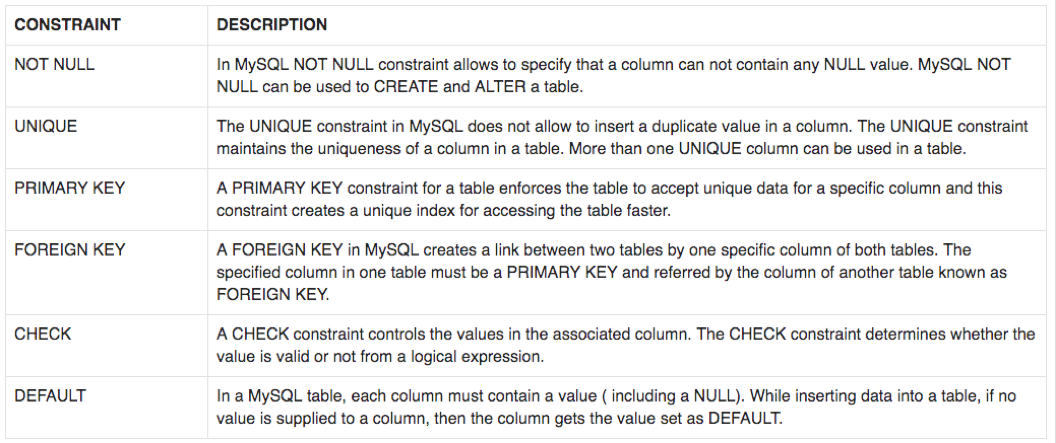 CONSTRAINT DESCRIPTION
NOT NULL In MySQL NOT NULL constraint allows to specify that a column can not contain any NULL value. MySQL NOT
NULL can be used to CREATE and ALTER a table.
UNIQUE The UNIQUE constraint in MySQL does not allow to insert a duplicate value in a column. The UNIQUE constraint
maintains the uniqueness of a column in a table. More than one UNIQUE column can be used in a table.
PRIMARY KEY A PRIMARY KEY constraint for a table enforces the table to accept unique data for a specific column and this
constraint creates a unique index for accessing the table faster.
FOREIGN KEY A FOREIGN KEY in MySQL creates a link between two tables by one specific column of both tables. The
specified column in one table must be a PRIMARY KEY and referred by the column of another table known as
FOREIGN KEY.
CHECK A CHECK constraint controls the values in the associated column. The CHECK constraint determines whether the
value is valid or not from a logical expression.
DEFAULT In a MySQL table, each column must contain a value ( including a NULL). While inserting data into a table, if no
value is supplied to a column, then the column gets the value set as DEFAULT.